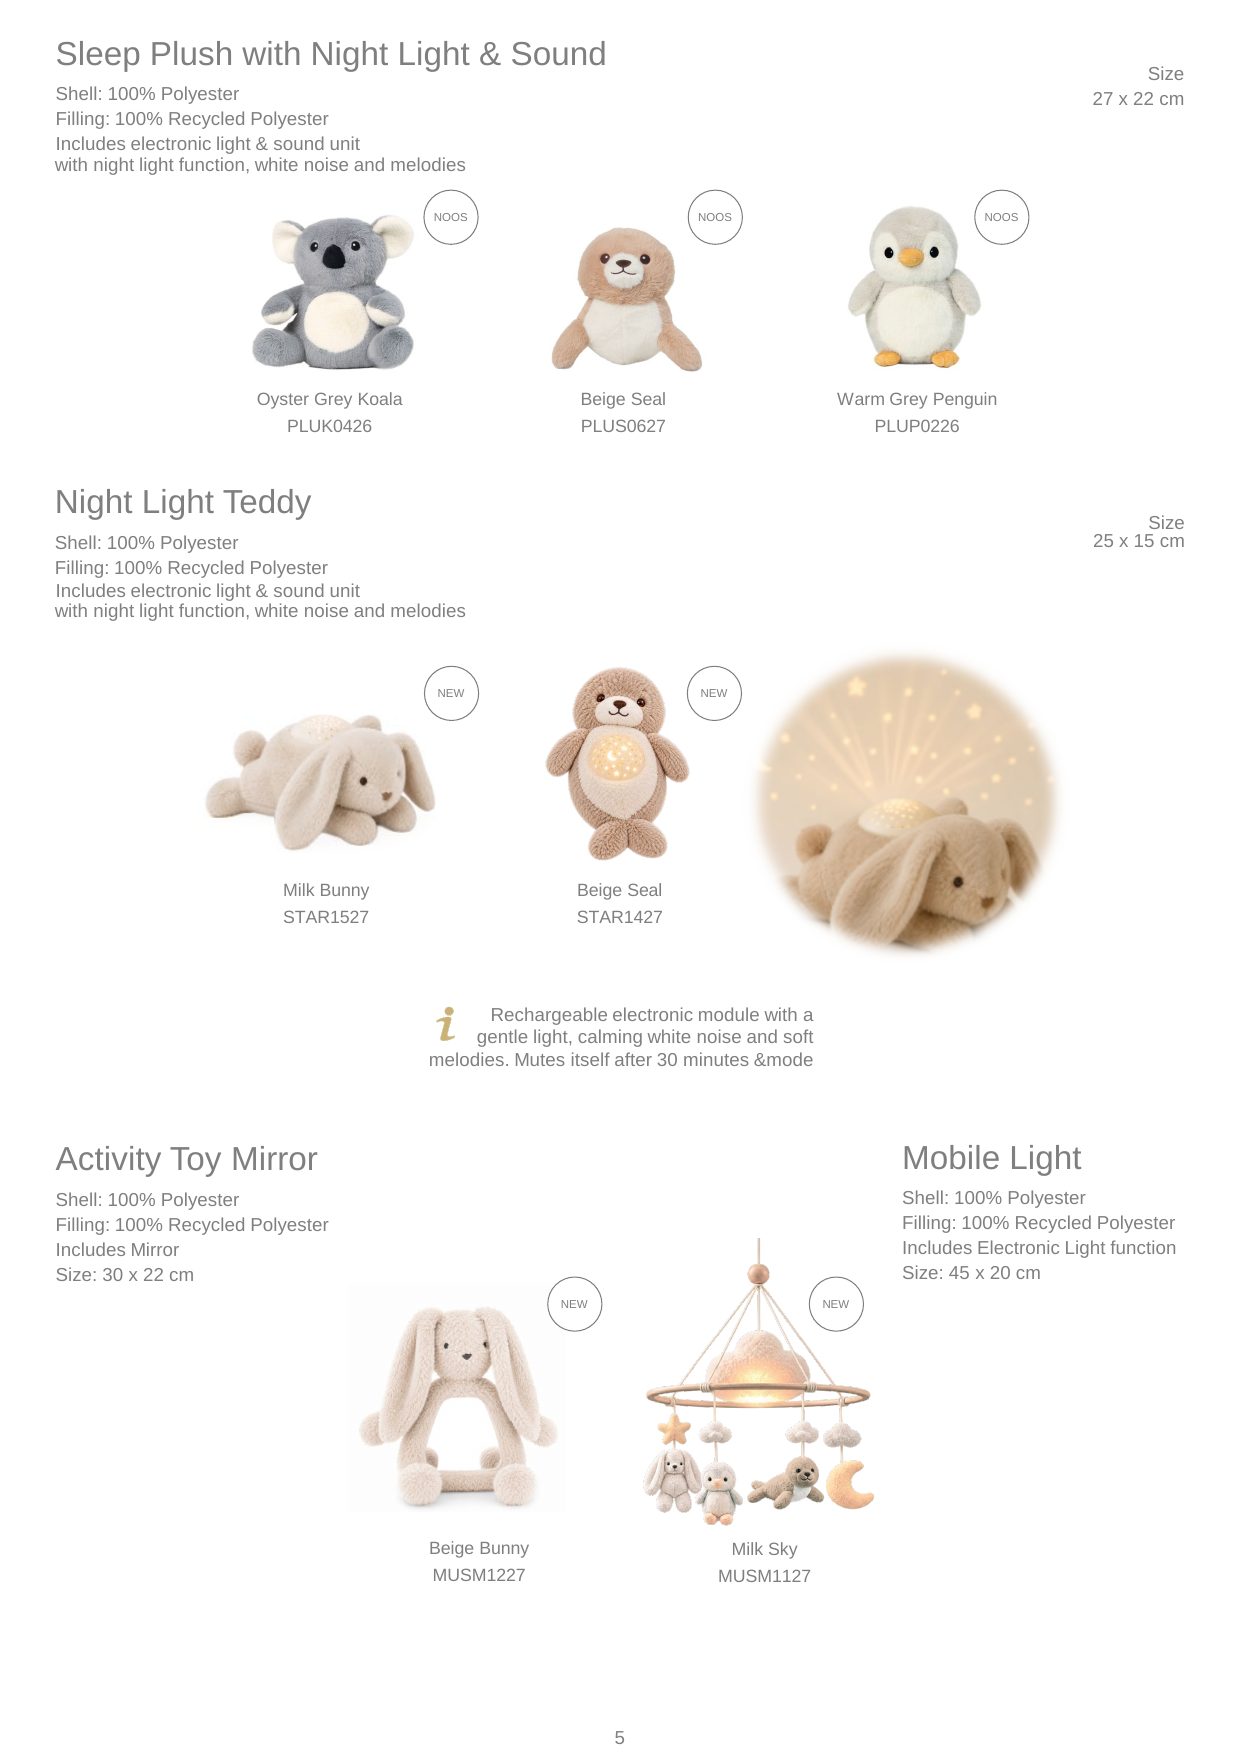 Sleep Plush with Night Light & Sound
Shell: 100% Polyester
Filling: 100% Recycled Polyester
Includes electronic light & sound unit
with night light function, white noise and melodies
Size
27 x 22 cm
NOOS
NOOS
NOOS
Oyster Grey Koala
PLUK0426
Beige Seal
PLUS0627
Warm Grey Penguin
PLUP0226
Night Light Teddy
Shell: 100% Polyester
Filling: 100% Recycled Polyester
Includes electronic light & sound unit
with night light function, white noise and melodies
Size
25 x 15 cm
NEW
NEW
Milk Bunny
STAR1527
Beige Seal
STAR1427
i
Rechargeable electronic module with a
gentle light, calming white noise and soft
melodies. Mutes itself after 30 minutes &mode
Activity Toy Mirror
Shell: 100% Polyester
Filling: 100% Recycled Polyester
Includes Mirror
Size: 30 x 22 cm
Mobile Light
Shell: 100% Polyester
Filling: 100% Recycled Polyester
Includes Electronic Light function
Size: 45 x 20 cm
NEW
NEW
Beige Bunny
MUSM1227
Milk Sky
MUSM1127
5